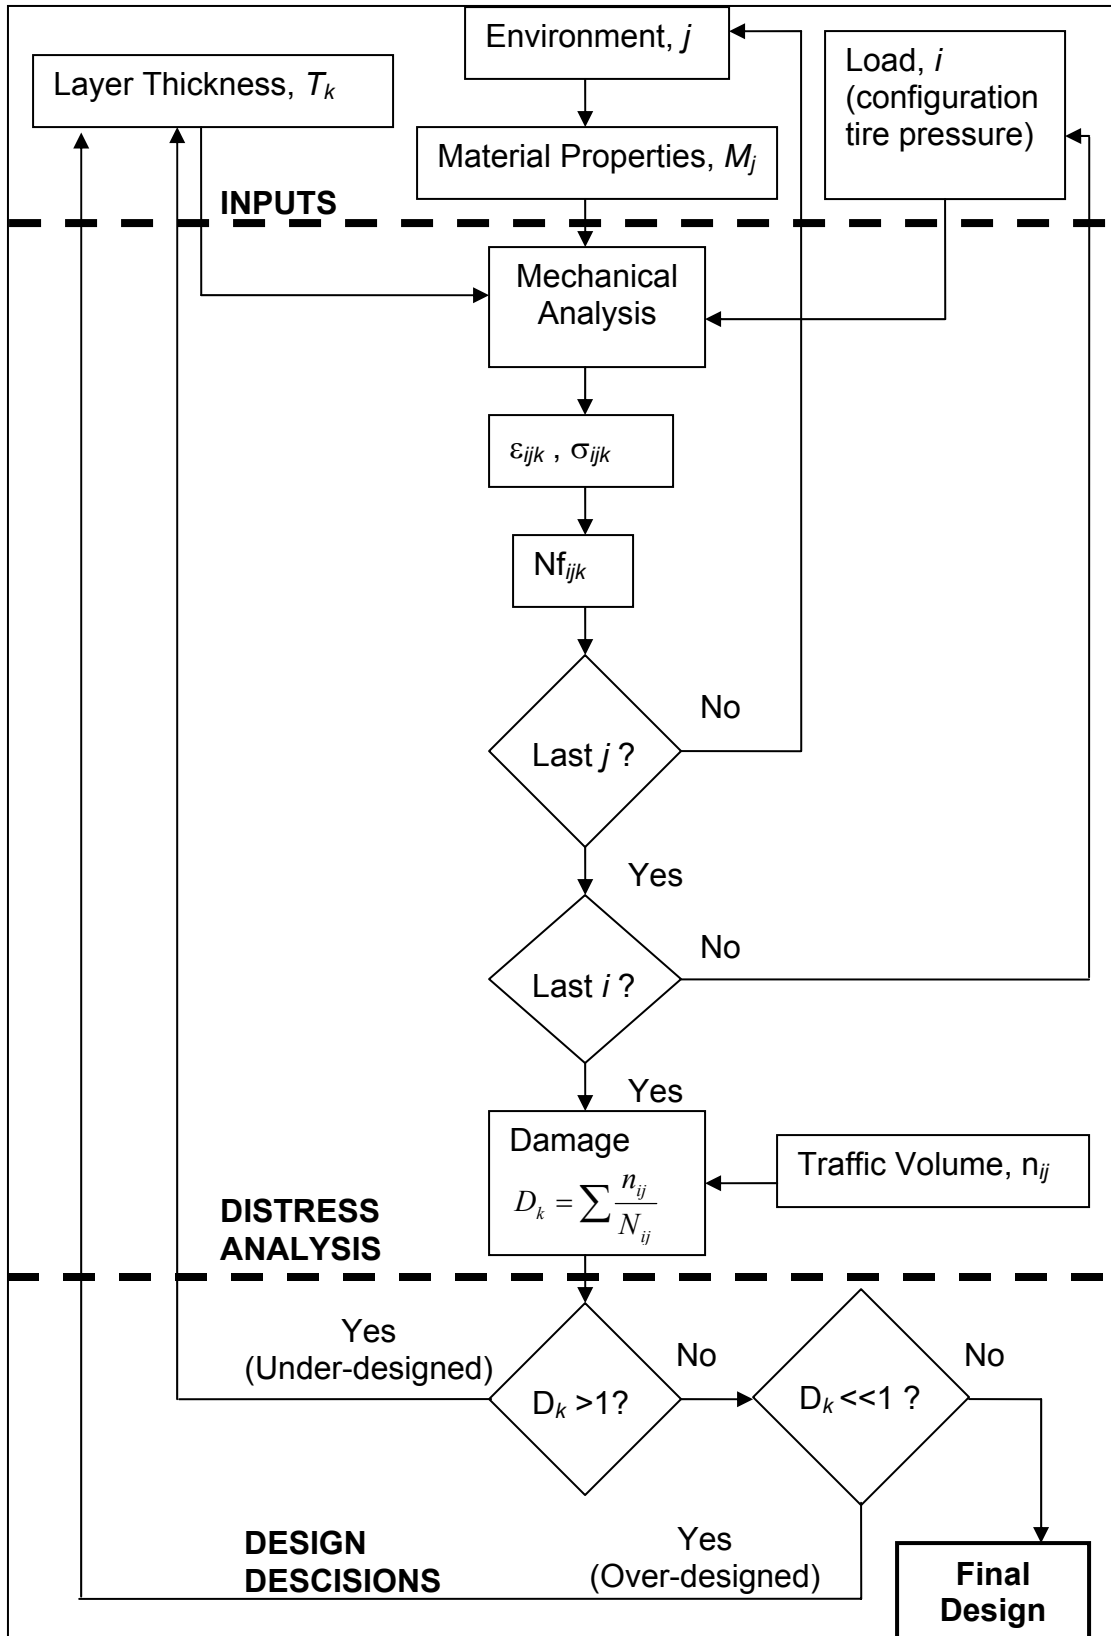 Environment, j
Layer Thickness, Tk
Load, i
(configuration
tire pressure)
Material Properties, Mj
INPUTS
Mechanical
Analysis
εijk , σijk
Nfijk
No
Last j ?
Yes
No
Last i ?
Yes
Damage
Dk = ∑ nij / Nij
Traffic Volume, nij
DISTRESS
ANALYSIS
Yes
(Under-designed)
No
No
Dk >1?
Dk <<1 ?
DESIGN
DESCISIONS
Yes
(Over-designed)
Final
Design